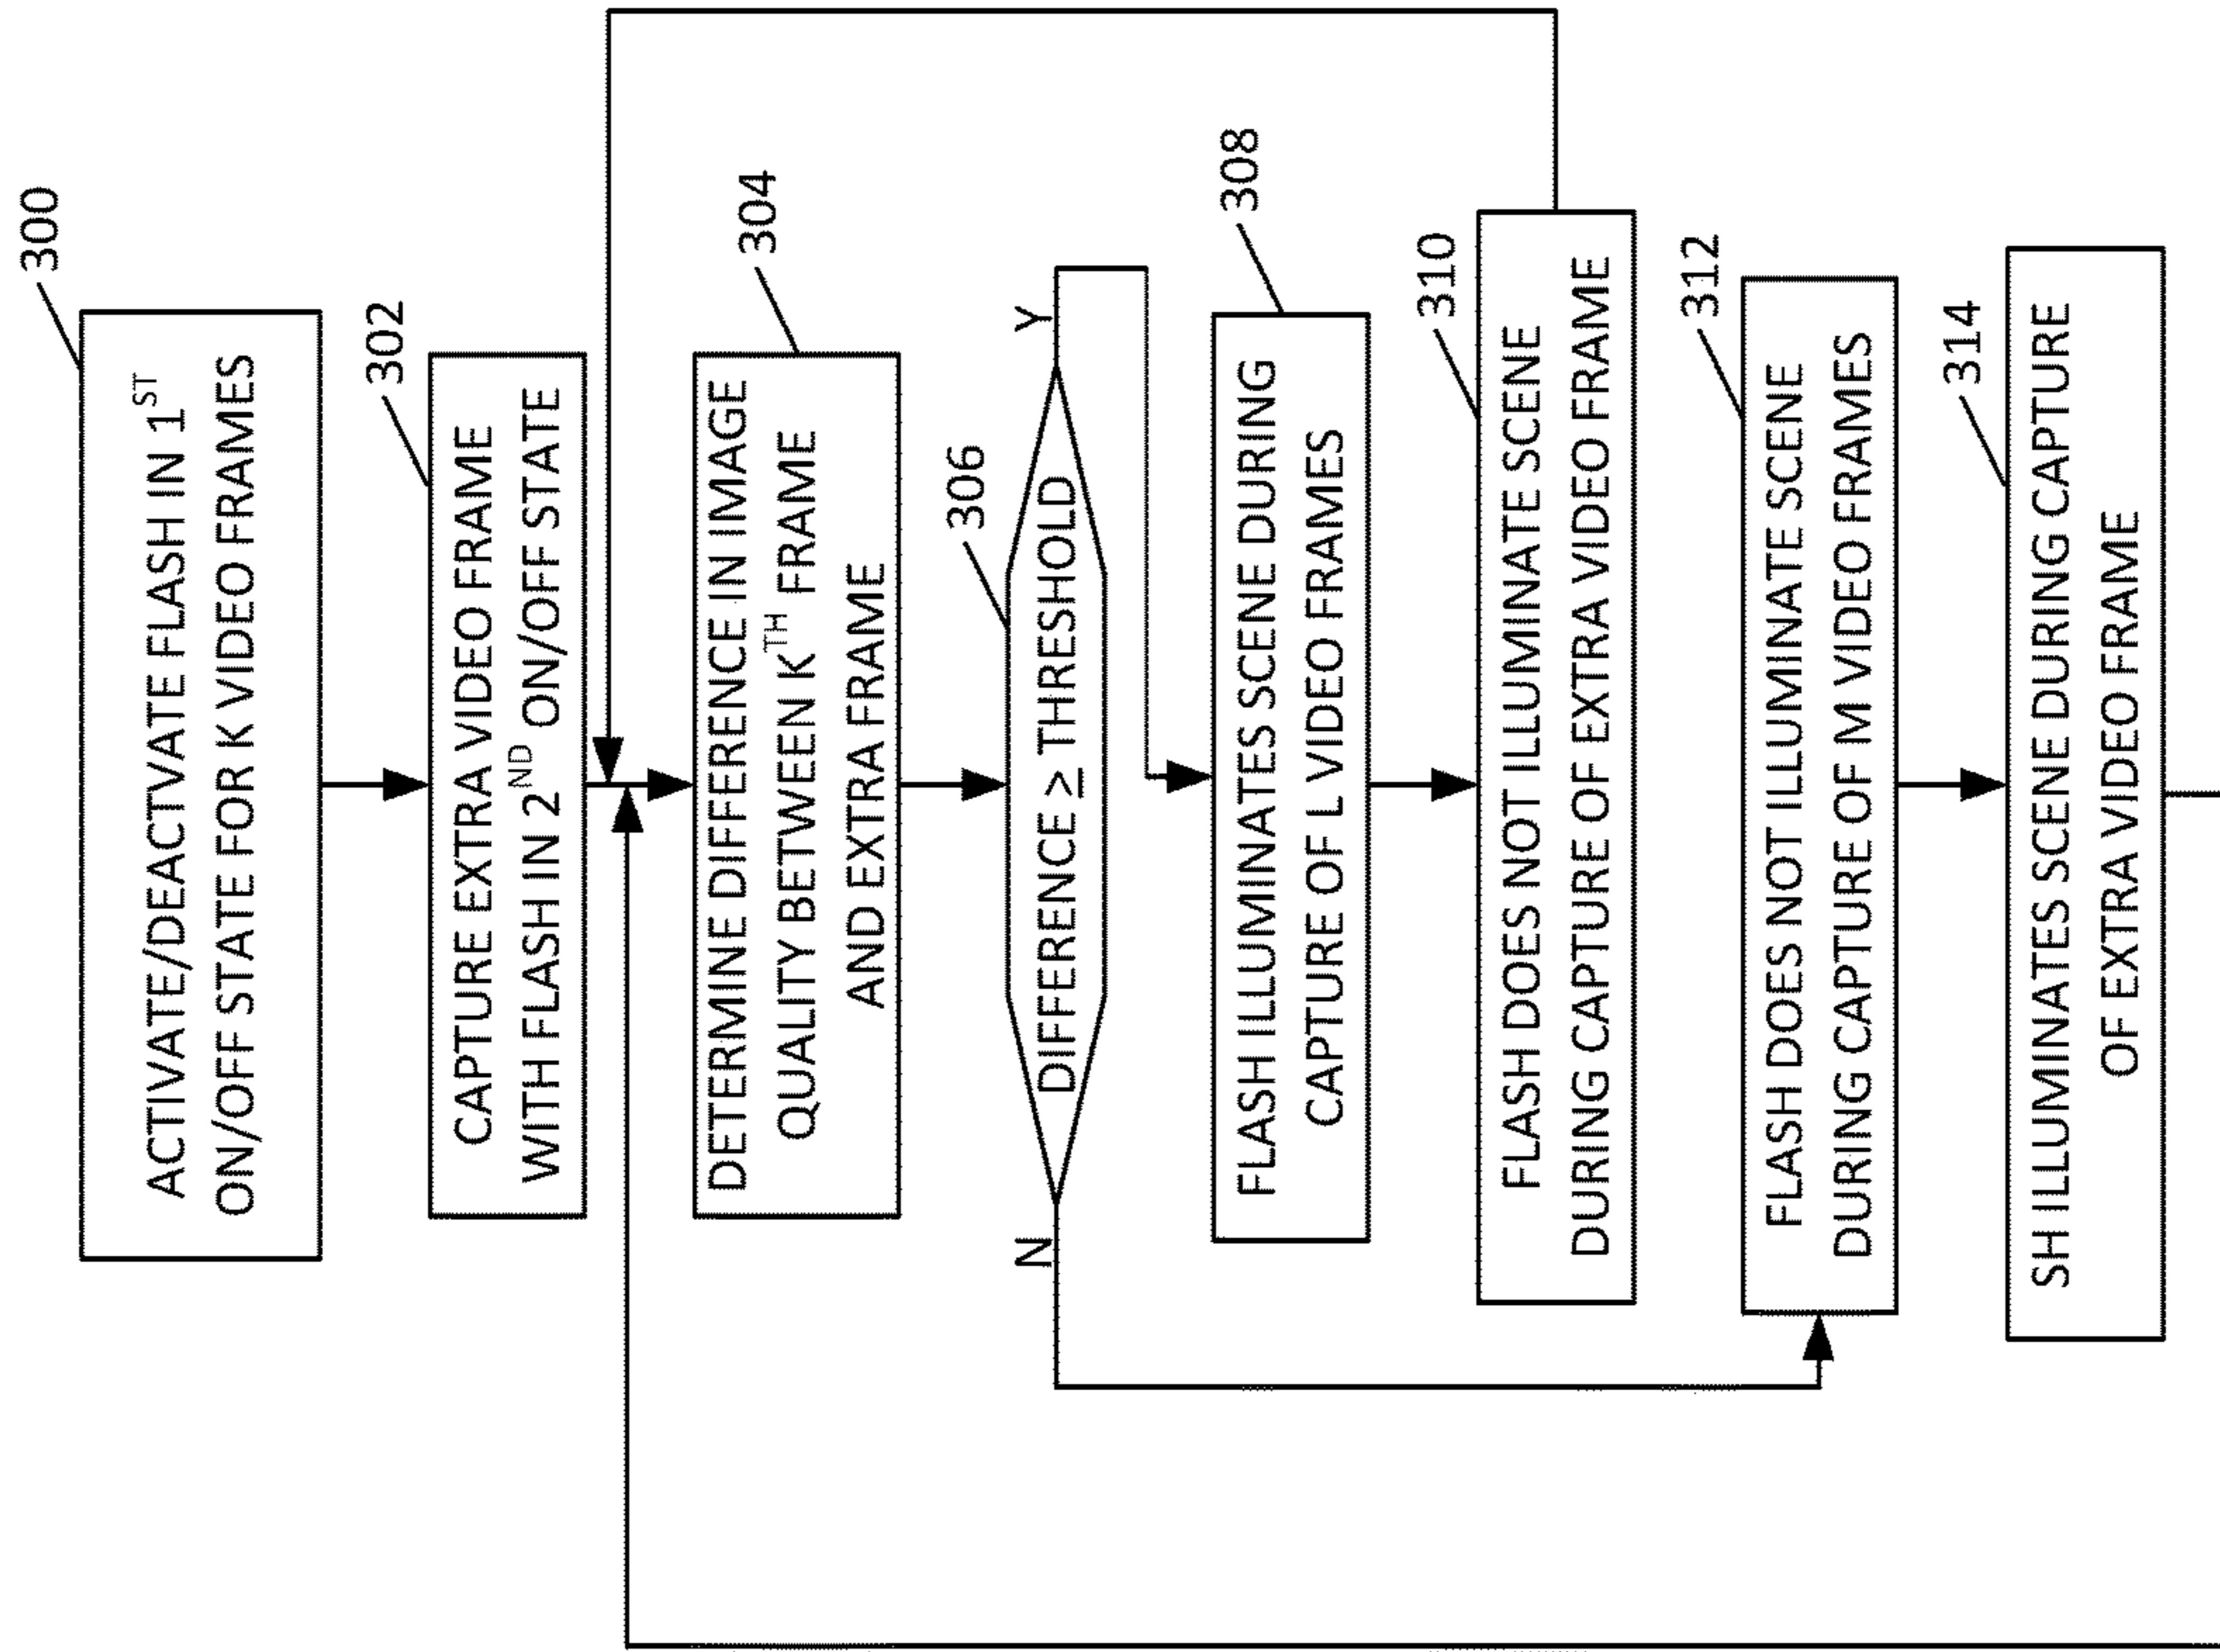 300
ACTIVATE/DEACTVATE FLASH IN 1ST
ON/OFF STATE FOR K VIDEO FRAMES
302
CAPTURE EXTRA VIDEO FRAME
WITH FLASH IN 2ND ON/OFF STATE
304
DETERMINE DIFFERENCE IN IMAGE
QUALITY BETWEEN KTH FRAME
AND EXTRA FRAME
306
N
DIFFERENCE ≥ THRESHOLD
Y
308
FLASH ILLUMINATES SCENE DURING
CAPTURE OF L VIDEO FRAMES
310
FLASH DOES NOT ILLUMINATE SCENE
DURING CAPTURE OF EXTRA VIDEO FRAME
312
FLASH DOES NOT ILLUMINATE SCENE
DURING CAPTURE OF M VIDEO FRAMES
314
SH ILLUMINATES SCENE DURING CAPTURE
OF EXTRA VIDEO FRAME